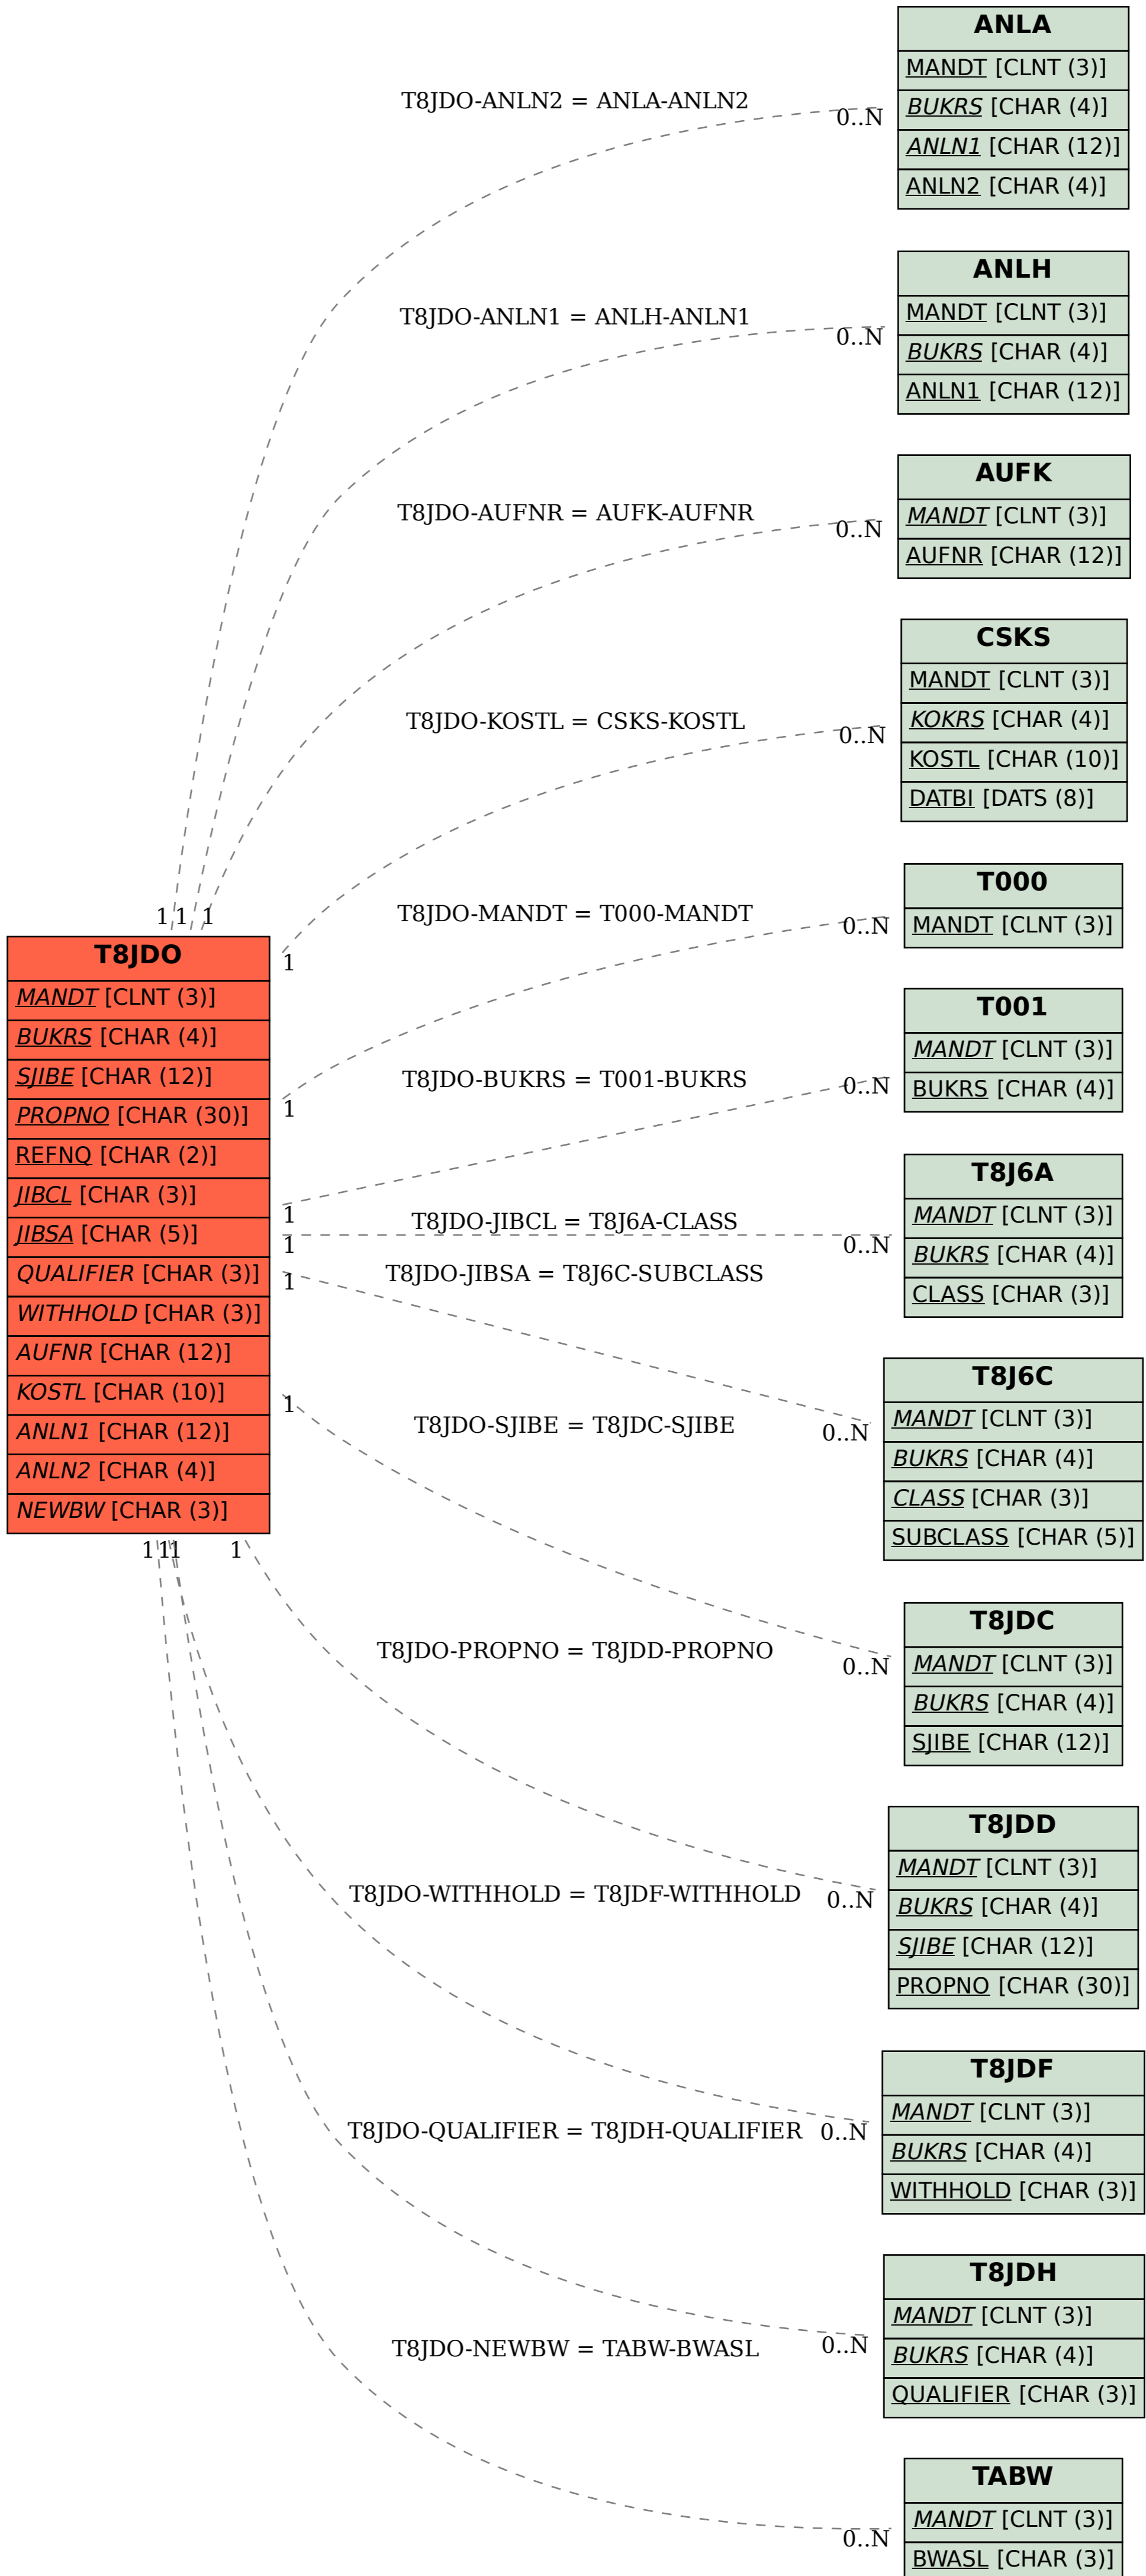 ANLA
MANDT [CLNT (3)]
BUKRS [CHAR (4)]
ANLN1 [CHAR (12)]
ANLN2 [CHAR (4)]
T8JDO-ANLN2 = ANLA-ANLN2
0..N
ANLH
MANDT [CLNT (3)]
BUKRS [CHAR (4)]
ANLN1 [CHAR (12)]
T8JDO-ANLN1 = ANLH-ANLN1
0..N
AUFK
MANDT [CLNT (3)]
AUFNR [CHAR (12)]
T8JDO-AUFNR = AUFK-AUFNR
0..N
CSKS
MANDT [CLNT (3)]
KOKRS [CHAR (4)]
KOSTL [CHAR (10)]
DATBI [DATS (8)]
T8JDO-KOSTL = CSKS-KOSTL
0..N
T000
MANDT [CLNT (3)]
T8JDO-MANDT = T000-MANDT
0..N
1 1 1
1
T8JDO
MANDT [CLNT (3)]
BUKRS [CHAR (4)]
SJIBE [CHAR (12)]
PROPNO [CHAR (30)]
REFNQ [CHAR (2)]
JIBCL [CHAR (3)]
JIBSA [CHAR (5)]
QUALIFIER [CHAR (3)]
WITHHOLD [CHAR (3)]
AUFNR [CHAR (12)]
KOSTL [CHAR (10)]
ANLN1 [CHAR (12)]
ANLN2 [CHAR (4)]
NEWBW [CHAR (3)]
1
1
1
1
1
1 1 1 1
T001
MANDT [CLNT (3)]
BUKRS [CHAR (4)]
T8JDO-BUKRS = T001-BUKRS
0..N
T8J6A
MANDT [CLNT (3)]
BUKRS [CHAR (4)]
CLASS [CHAR (3)]
T8JDO-JIBCL = T8J6A-CLASS
0..N
T8JDO-JIBSA = T8J6C-SUBCLASS
T8J6C
MANDT [CLNT (3)]
BUKRS [CHAR (4)]
CLASS [CHAR (3)]
SUBCLASS [CHAR (5)]
0..N
T8JDO-SJIBE = T8JDC-SJIBE
T8JDC
MANDT [CLNT (3)]
BUKRS [CHAR (4)]
SJIBE [CHAR (12)]
0..N
T8JDO-PROPNO = T8JDD-PROPNO
T8JDD
MANDT [CLNT (3)]
BUKRS [CHAR (4)]
SJIBE [CHAR (12)]
PROPNO [CHAR (30)]
0..N
T8JDO-WITHHOLD = T8JDF-WITHHOLD
T8JDF
MANDT [CLNT (3)]
BUKRS [CHAR (4)]
WITHHOLD [CHAR (3)]
0..N
T8JDO-QUALIFIER = T8JDH-QUALIFIER
T8JDH
MANDT [CLNT (3)]
BUKRS [CHAR (4)]
QUALIFIER [CHAR (3)]
0..N
T8JDO-NEWBW = TABW-BWASL
TABW
MANDT [CLNT (3)]
BWASL [CHAR (3)]
0..N